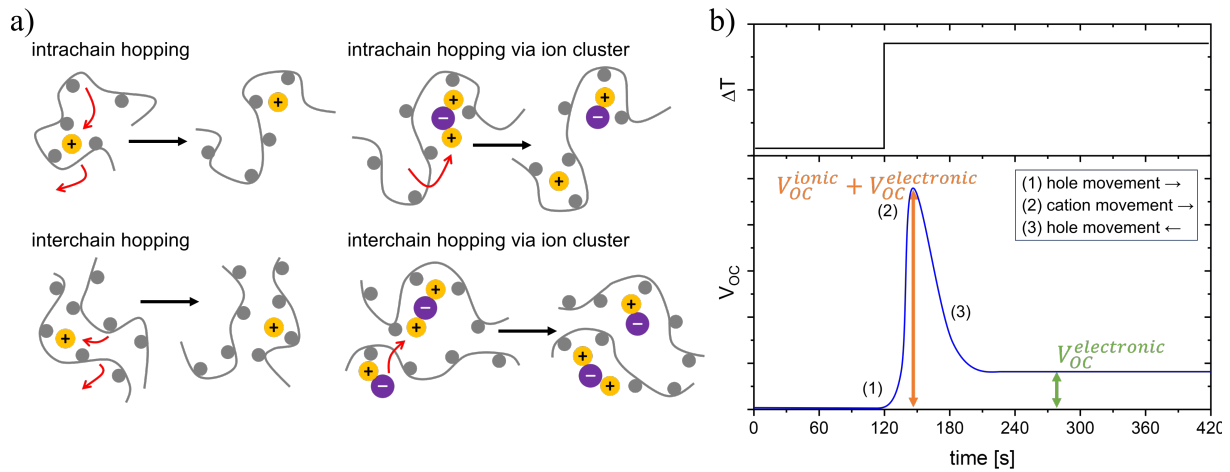 a)
intrachain hopping
intrachain hopping via ion cluster
+
+
+
−
+
+
−
+
interchain hopping
interchain hopping via ion cluster
+
+
+
−
+
+
−
+
−
+
−
+
b)
ΔT
V_OC^ionic + V_OC^electronic
(1) hole movement →
(2) cation movement →
(3) hole movement ←
(2)
(3)
(1)
V_OC^electronic
V_OC
0 60 120 180 240 300 360 420
time [s]